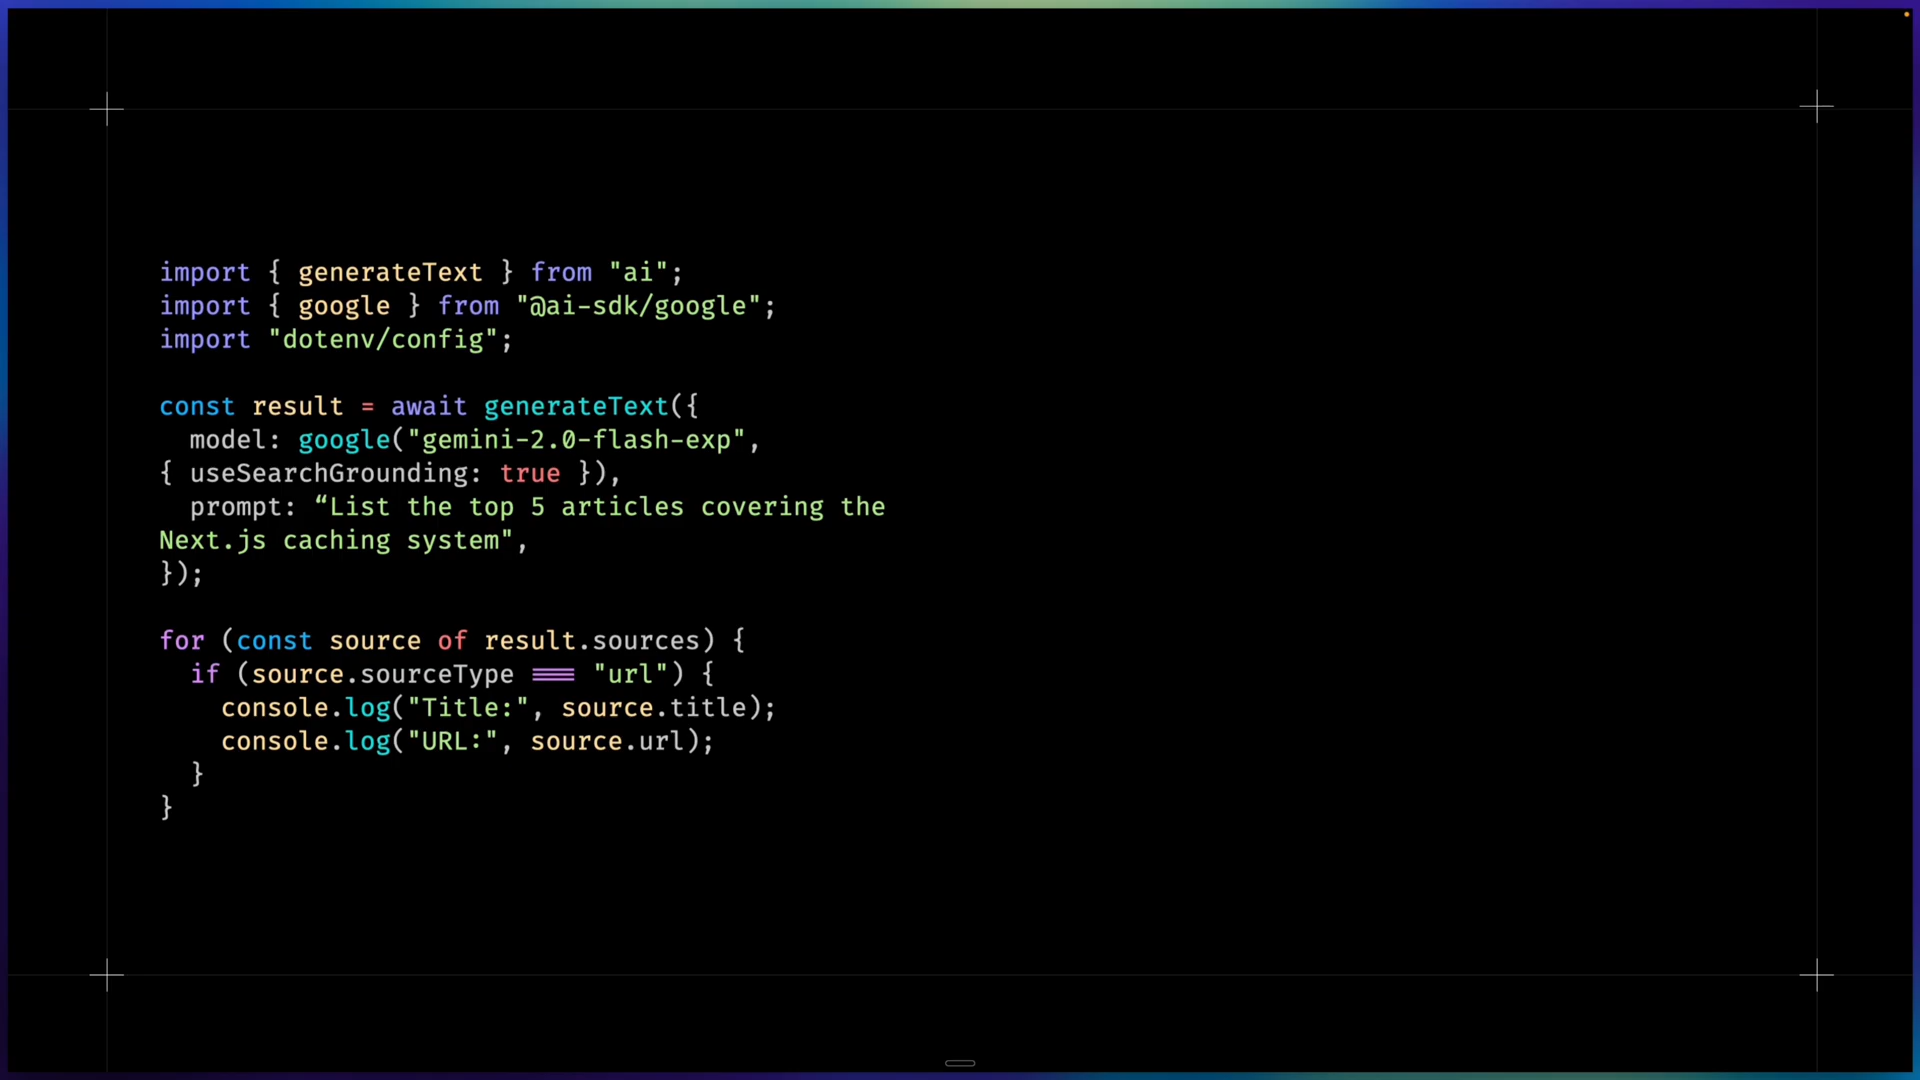 import { generateText } from "ai";
import { google } from "@ai-sdk/google";
import "dotenv/config";
const result = await generateText({
  model: google("gemini-2.0-flash-exp",
{ useSearchGrounding: true }),
  prompt: “List the top 5 articles covering the
Next.js caching system",
});
for (const source of result.sources) {
  if (source.sourceType === "url") {
    console.log("Title:", source.title);
    console.log("URL:", source.url);
  }
}